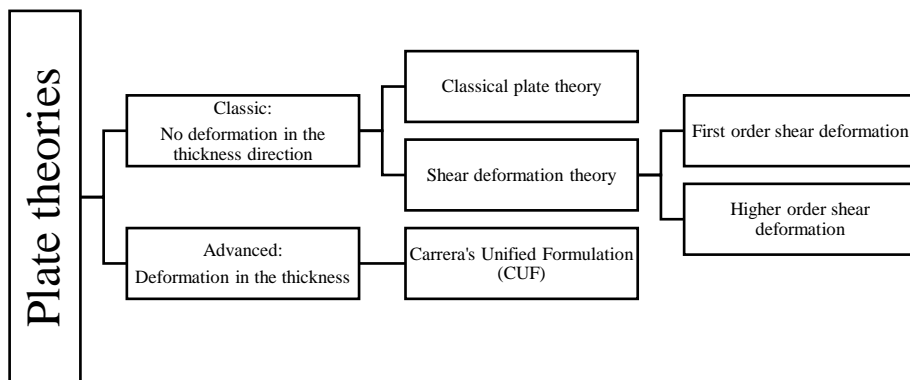 Plate theories
Classic:
No deformation in the
thickness direction
Classical plate theory
Shear deformation theory
First order shear deformation
Higher order shear
deformation
Advanced:
Deformation in the thickness
Carrera's Unified Formulation
(CUF)